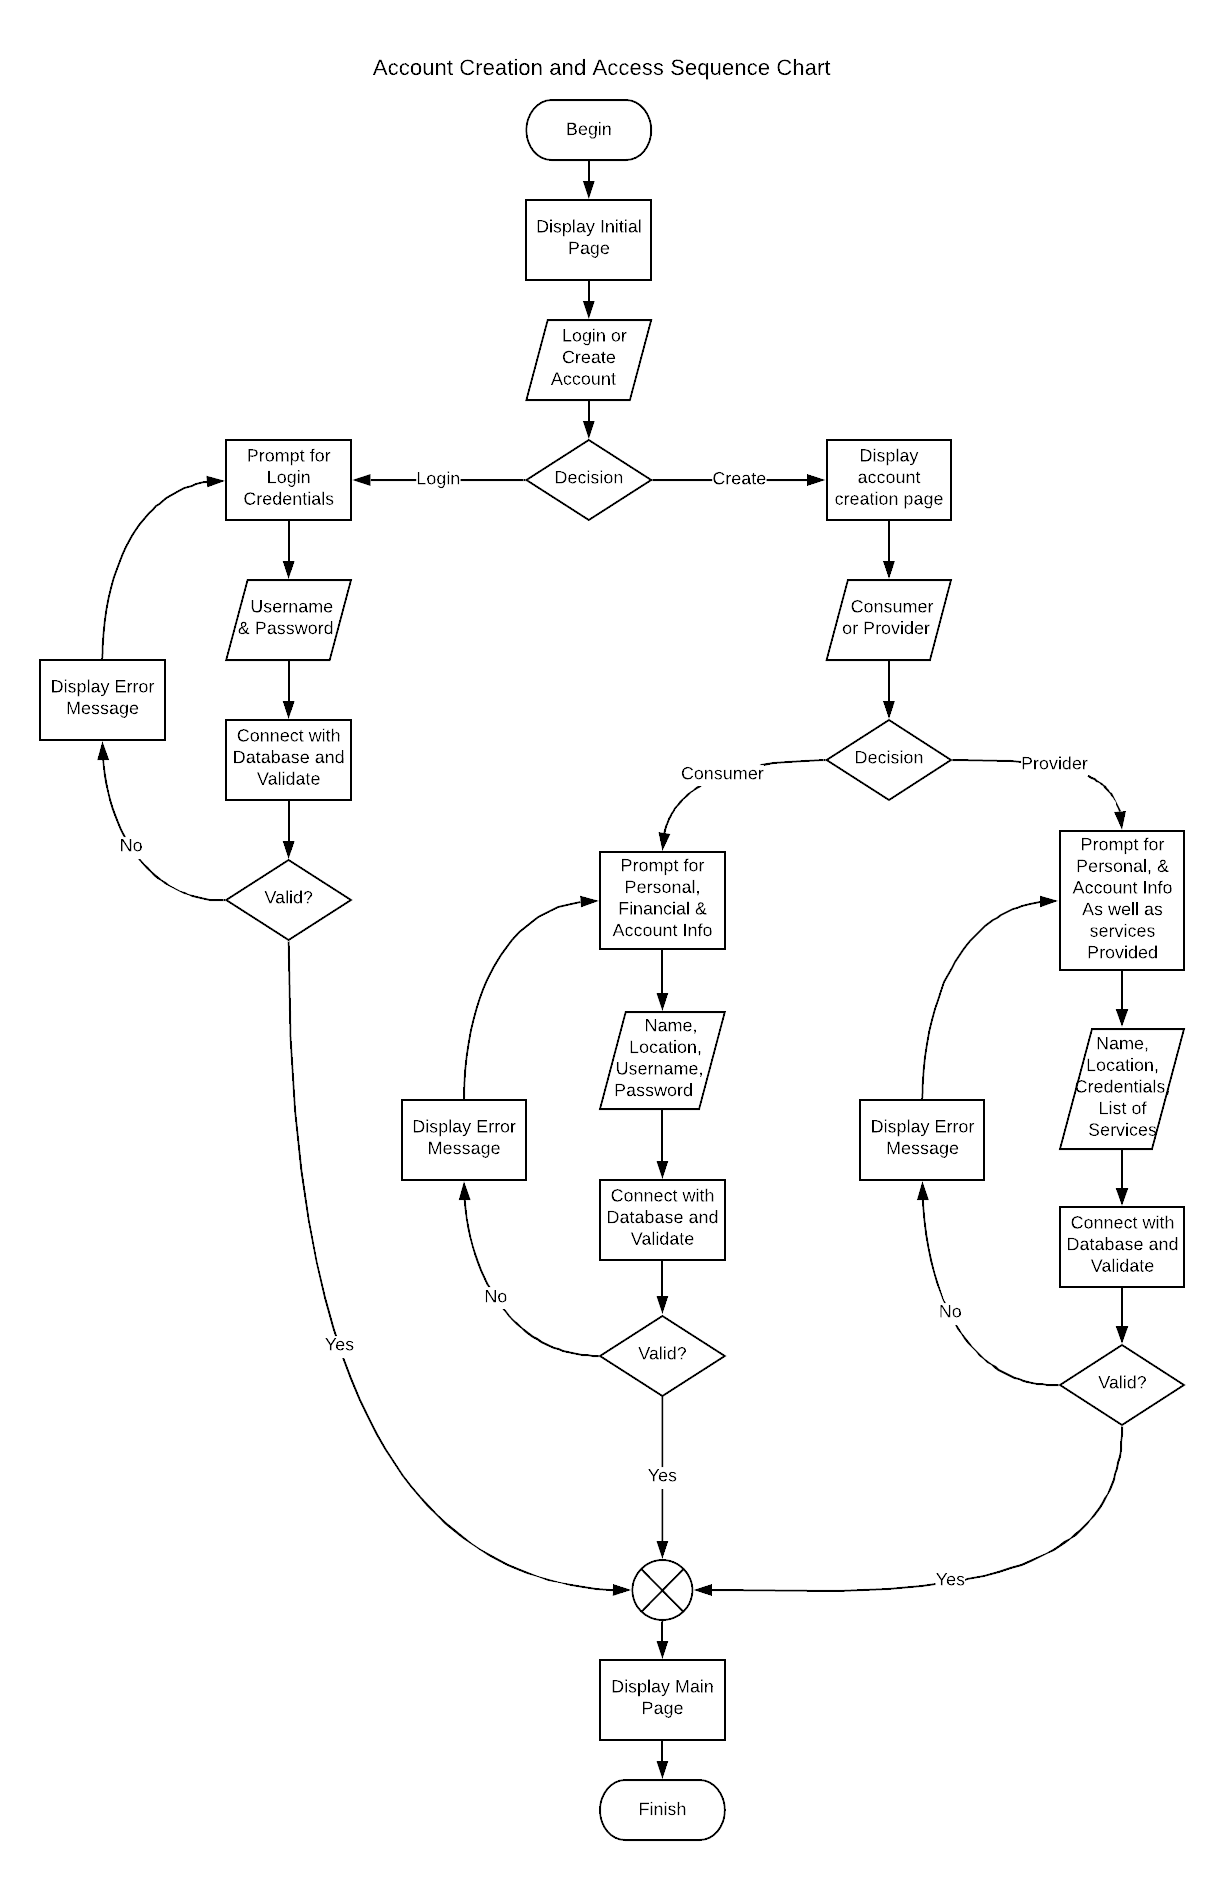 Account Creation and Access Sequence Chart
Begin
Display Initial
Page
Login or
Create
Account
Decision
Login
Create
Prompt for
Login
Credentials
Username
& Password
Connect with
Database and
Validate
Valid?
No
Display Error
Message
Yes
Display
account
creation page
Consumer
or Provider
Decision
Consumer
Provider
Prompt for
Personal,
Financial &
Account Info
Name,
Location,
Username,
Password
Connect with
Database and
Validate
Valid?
No
Display Error
Message
Yes
Prompt for
Personal, &
Account Info
As well as
services
Provided
Name,
Location,
Credentials,
List of
Services
Connect with
Database and
Validate
Valid?
No
Display Error
Message
Yes
Display Main
Page
Finish